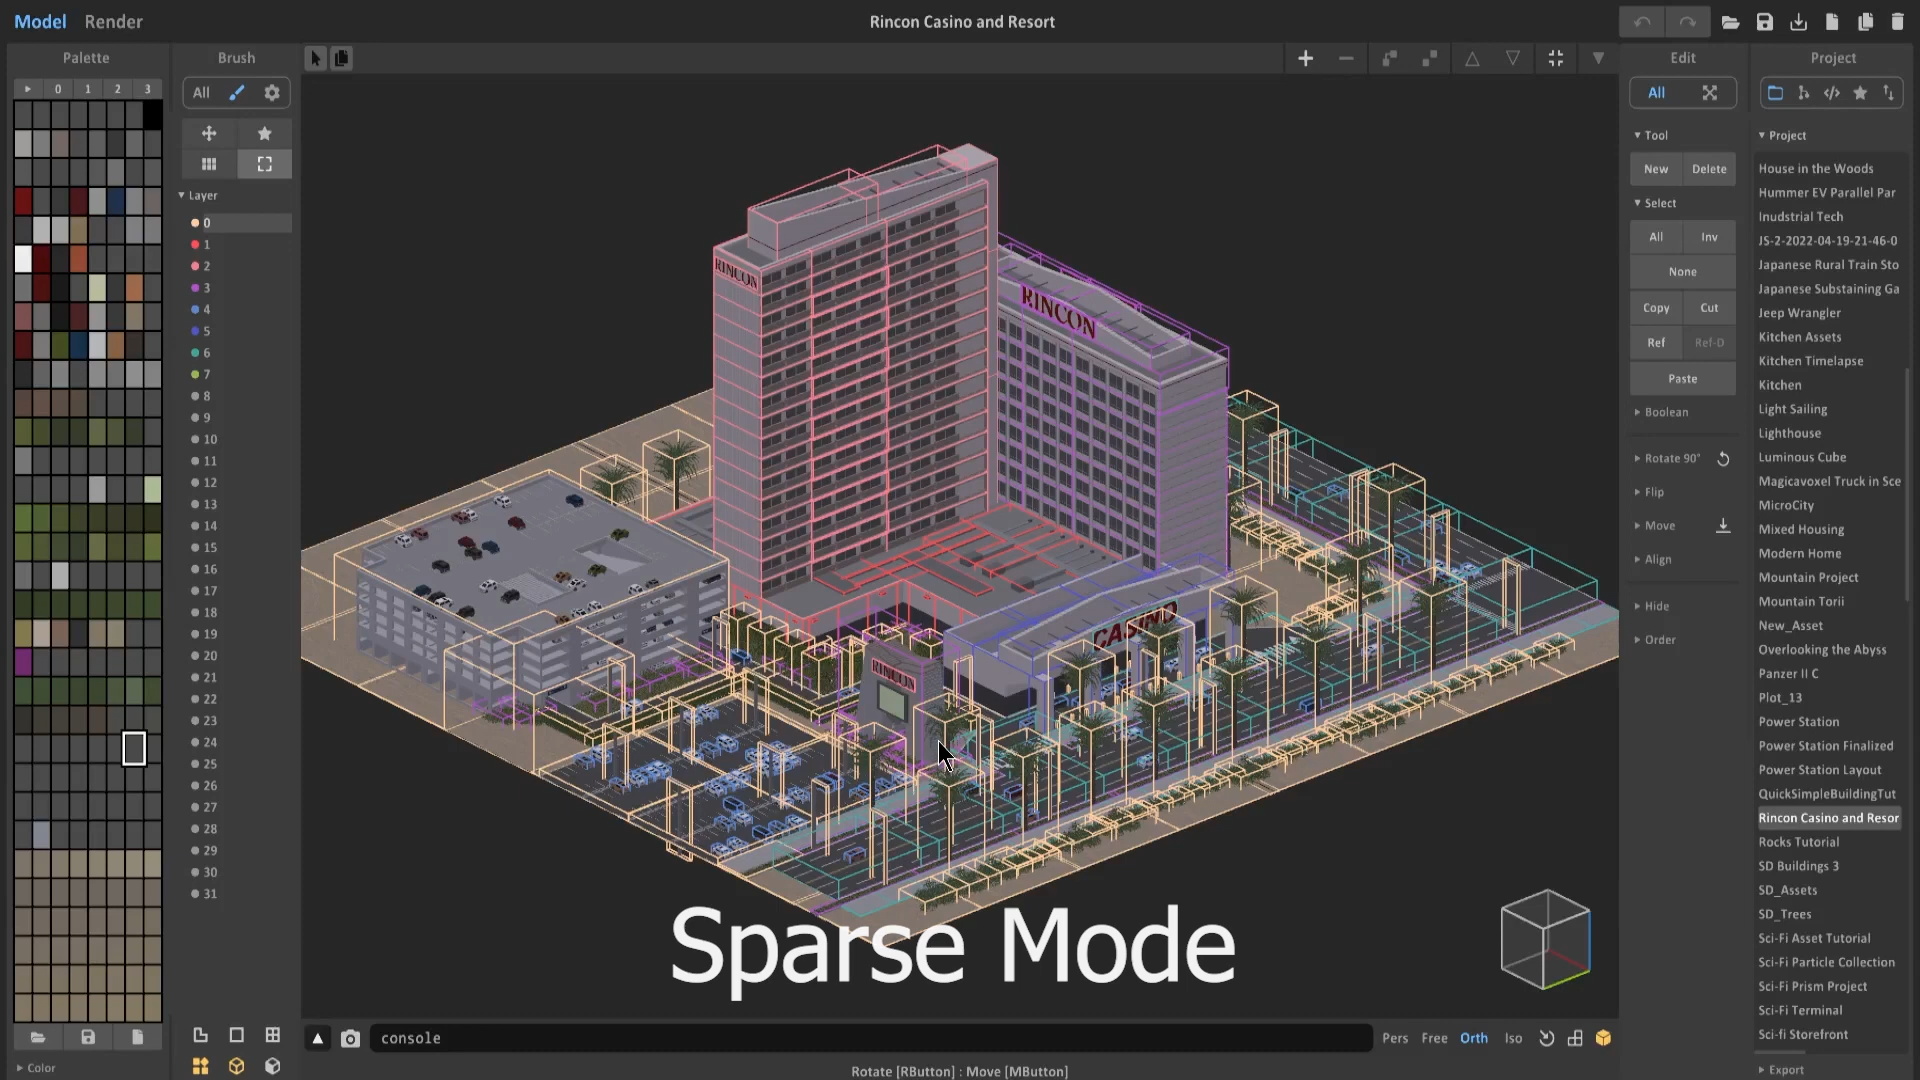 Model Render
Rincon Casino and Resort
Palette
Brush
Edit
Project
0 1 2 3
All
All
Layer
0
1
2
3
4
5
6
7
8
9
10
11
12
13
14
15
16
17
18
19
20
21
22
23
24
25
26
27
28
29
30
31
Color
RINCON
RINCON
CASINO
RINCON
Sparse Mode
console
Pers Free Orth Iso
Rotate [RButton] : Move [MButton]
Tool
New Delete
Select
All Inv
None
Copy Cut
Ref Ref-D
Paste
Boolean
Rotate 90°
Flip
Move
Align
Hide
Order
Project
House in the Woods
Hummer EV Parallel Par
Inudstrial Tech
JS-2-2022-04-19-21-46-0
Japanese Rural Train Sto
Japanese Substaining Ga
Jeep Wrangler
Kitchen Assets
Kitchen Timelapse
Kitchen
Light Sailing
Lighthouse
Luminous Cube
Magicavoxel Truck in Sce
MicroCity
Mixed Housing
Modern Home
Mountain Project
Mountain Torii
New_Asset
Overlooking the Abyss
Panzer II C
Plot_13
Power Station
Power Station Finalized
Power Station Layout
QuickSimpleBuildingTut
Rincon Casino and Resor
Rocks Tutorial
SD Buildings 3
SD_Assets
SD_Trees
Sci-Fi Asset Tutorial
Sci-Fi Particle Collection
Sci-Fi Prism Project
Sci-Fi Terminal
Sci-fi Storefront
Export